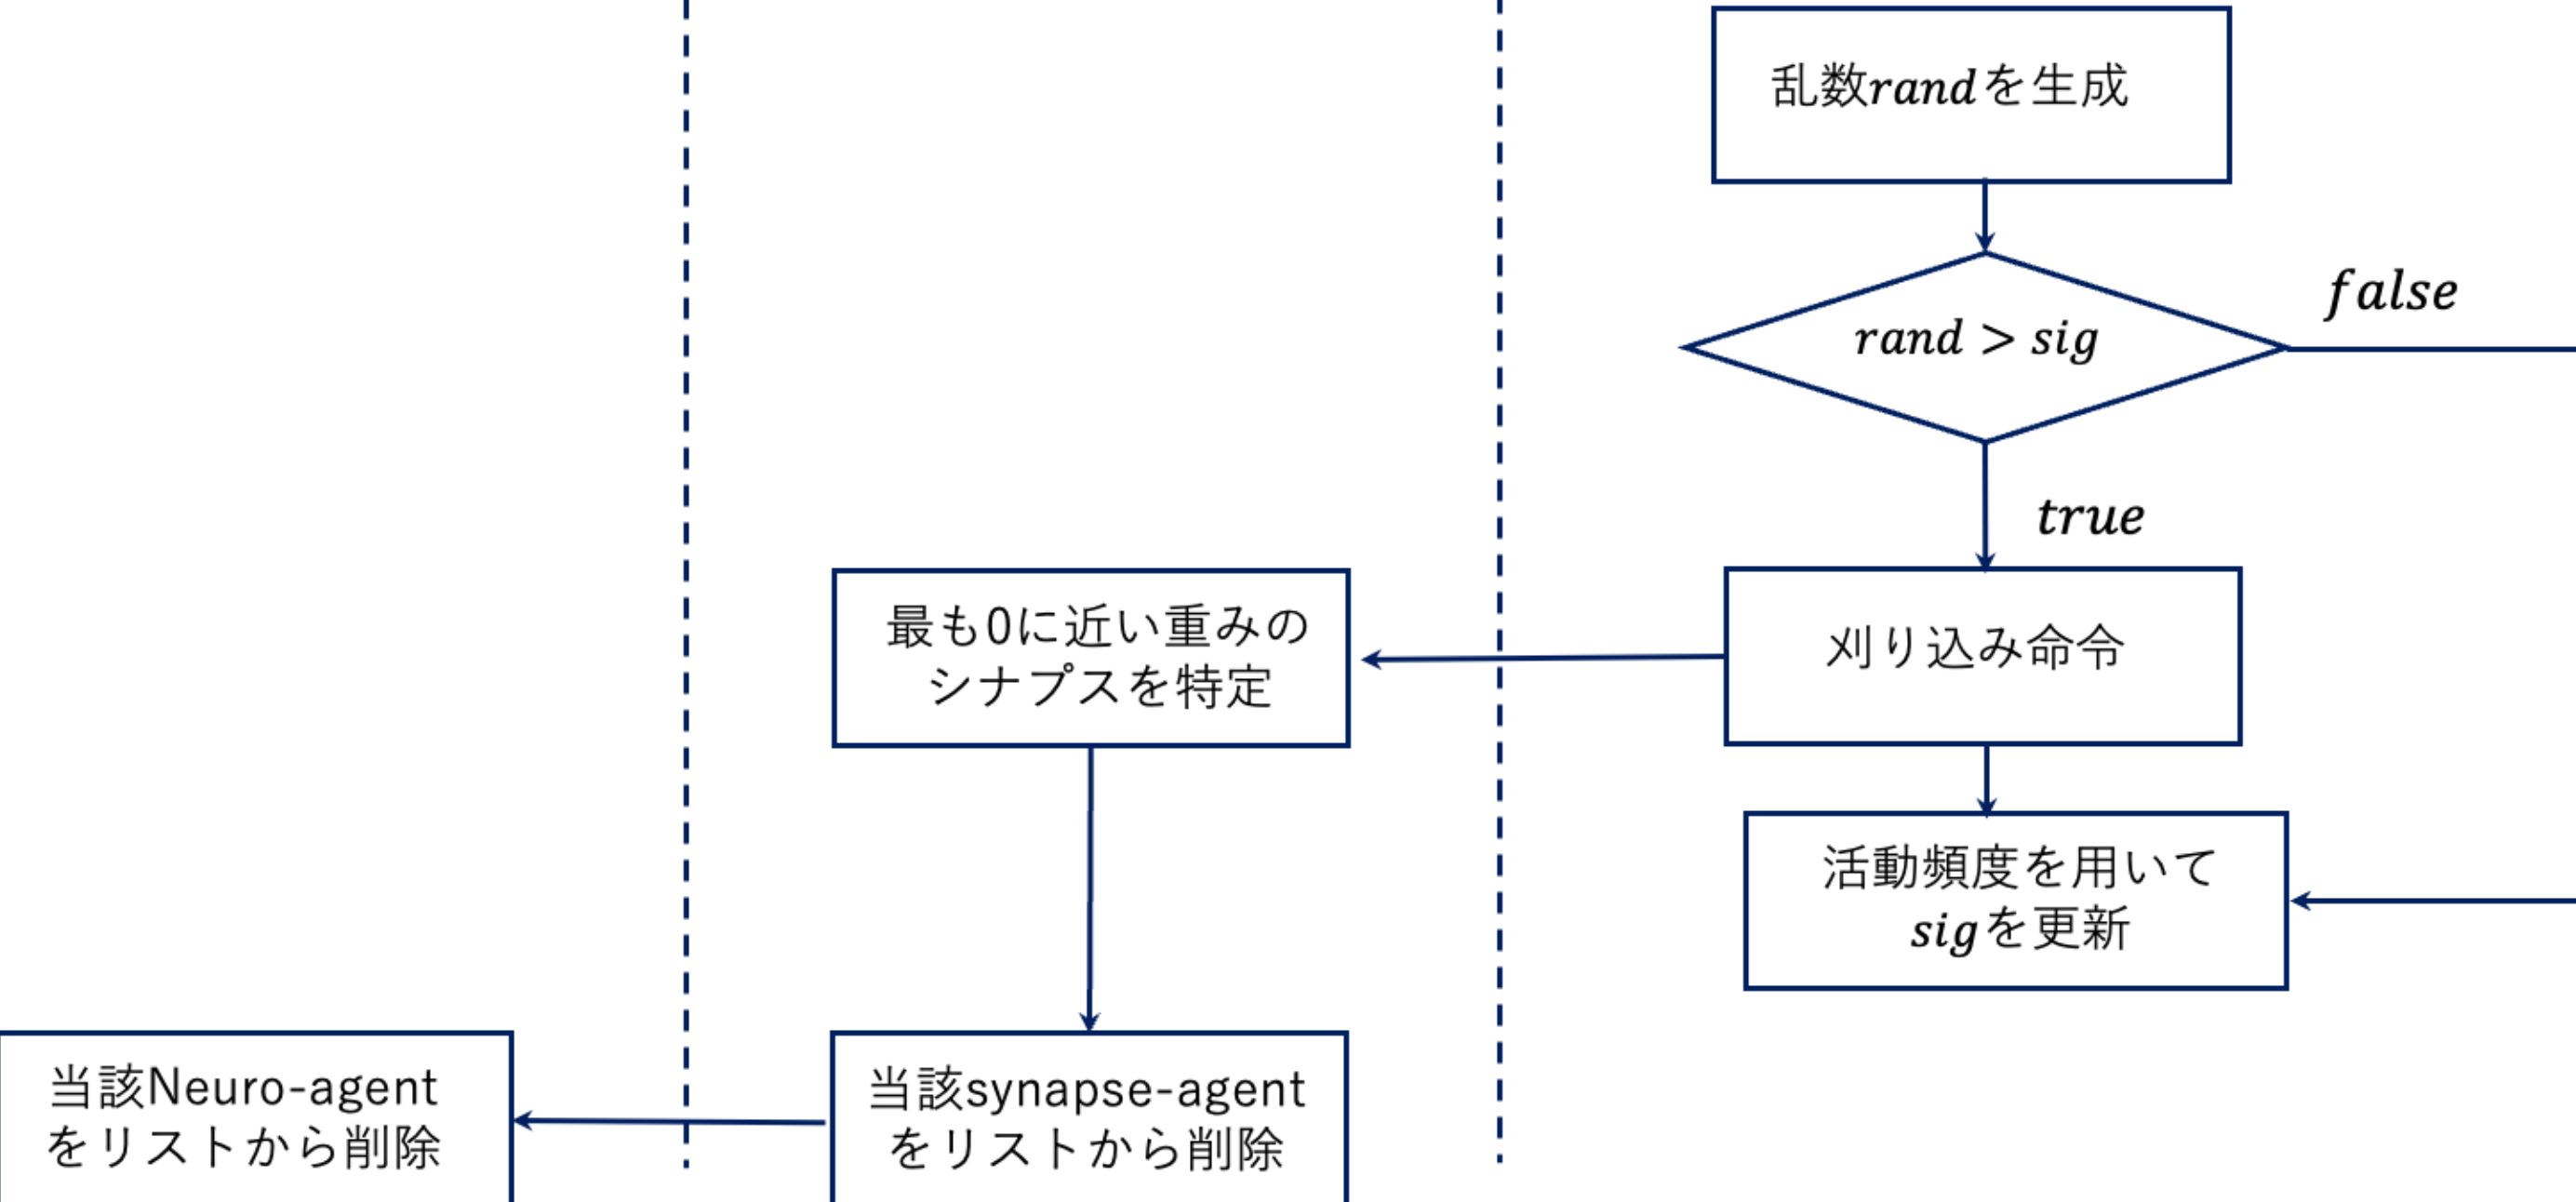 乱数randを生成
rand > sig
false
true
刈り込み命令
最も0に近い重みの
シナプスを特定
活動頻度を用いて
sigを更新
当該Neuro-agent
をリストから削除
当該synapse-agent
をリストから削除